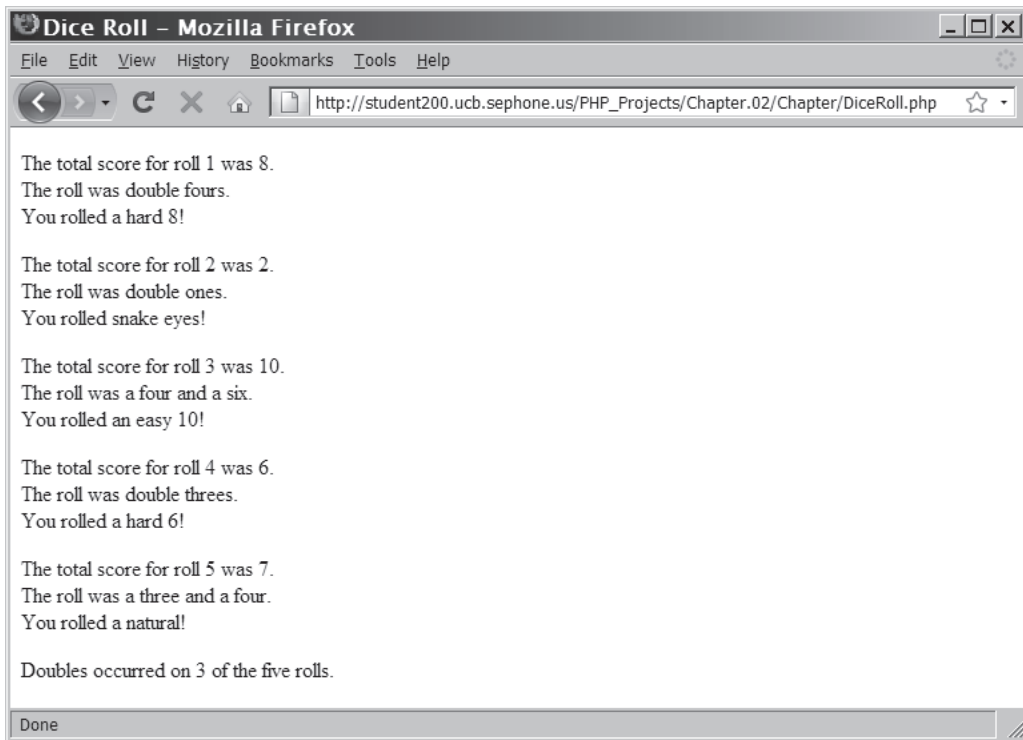 Dice Roll – Mozilla Firefox
File Edit View History Bookmarks Tools Help
http://student200.ucb.sephone.us/PHP_Projects/Chapter.02/Chapter/DiceRoll.php
The total score for roll 1 was 8.
The roll was double fours.
You rolled a hard 8!
The total score for roll 2 was 2.
The roll was double ones.
You rolled snake eyes!
The total score for roll 3 was 10.
The roll was a four and a six.
You rolled an easy 10!
The total score for roll 4 was 6.
The roll was double threes.
You rolled a hard 6!
The total score for roll 5 was 7.
The roll was a three and a four.
You rolled a natural!
Doubles occurred on 3 of the five rolls.
Done